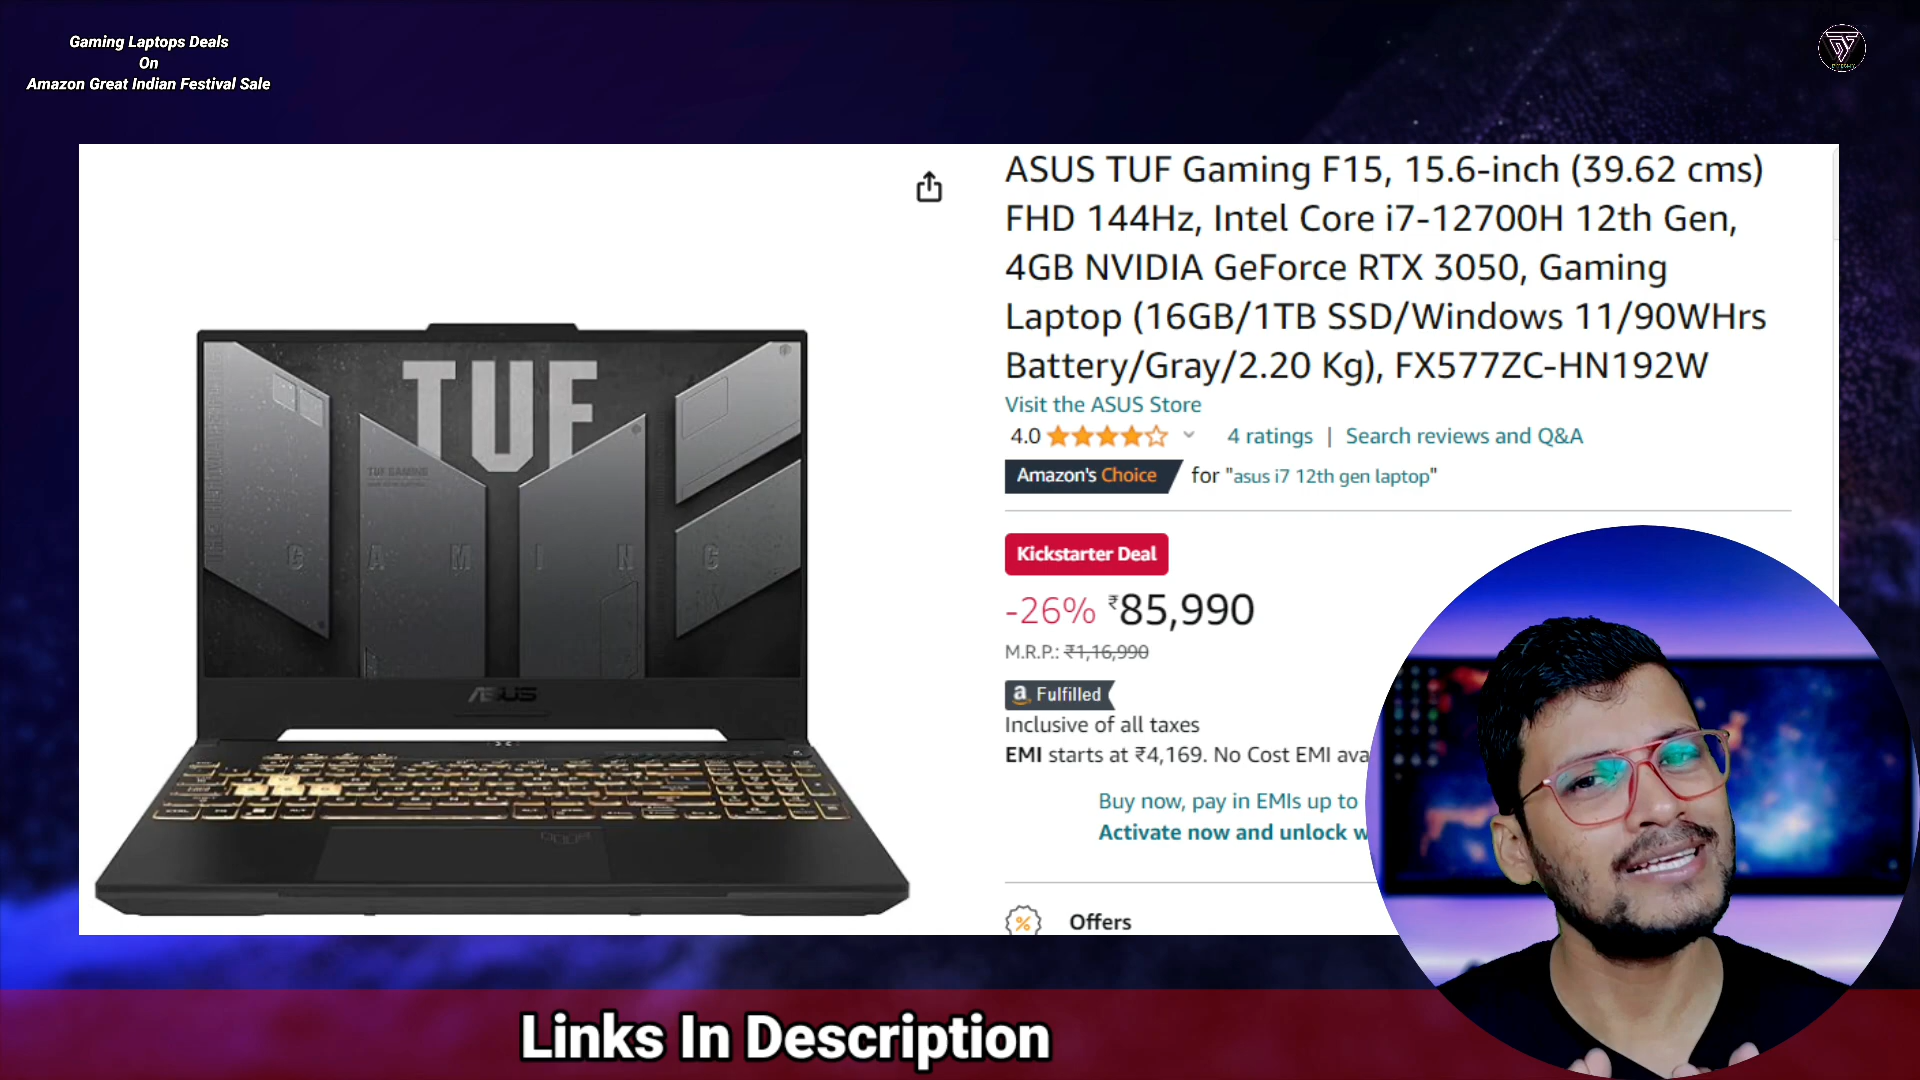 Gaming Laptops Deals
On
Amazon Great Indian Festival Sale
ASUS TUF Gaming F15, 15.6-inch (39.62 cms)
FHD 144Hz, Intel Core i7-12700H 12th Gen,
4GB NVIDIA GeForce RTX 3050, Gaming
Laptop (16GB/1TB SSD/Windows 11/90WHrs
Battery/Gray/2.20 Kg), FX577ZC-HN192W
Visit the ASUS Store
4.0 4 ratings | Search reviews and Q&A
Amazon's Choice for "asus i7 12th gen laptop"
Kickstarter Deal
-26% ₹85,990
M.R.P.: ₹1,16,990
a Fulfilled
Inclusive of all taxes
EMI starts at ₹4,169. No Cost EMI ava
Buy now, pay in EMIs up to
Activate now and unlock w
% Offers
TUF
TUF GAMING
G A M I N G
ASUS
Links In Description